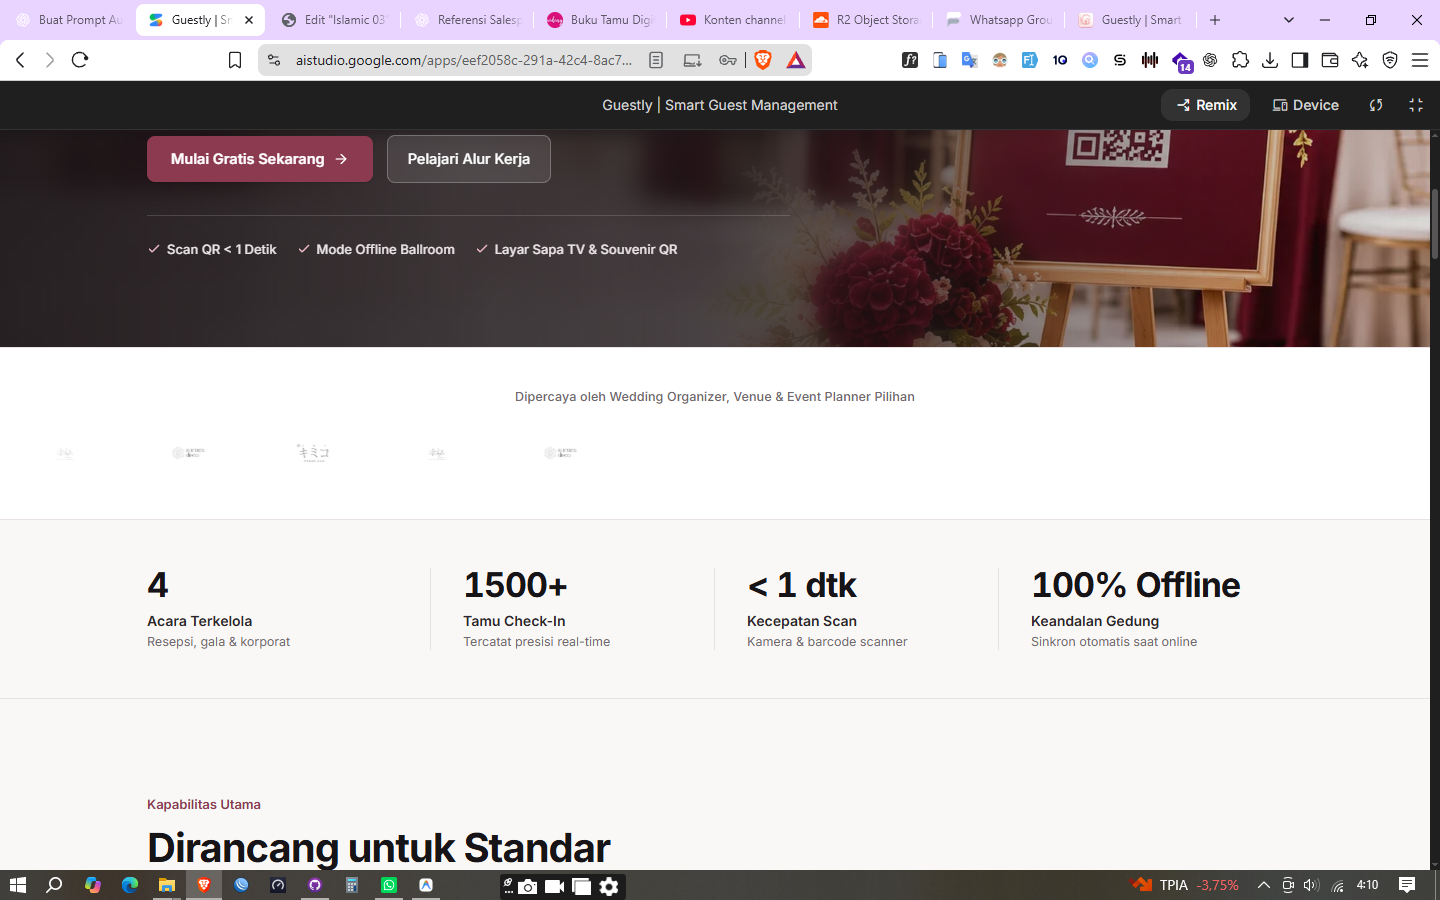 Buat Prompt Au
Guestly | Sm
Edit "Islamic 03"
Referensi Salesp
Buku Tamu Digi
Konten channel
R2 Object Stora
Whatsapp Grou
Guestly | Smart
aistudio.google.com/apps/eef2058c-291a-42c4-8ac7...
14
Guestly | Smart Guest Management
Remix
Device
Mulai Gratis Sekarang
Pelajari Alur Kerja
Scan QR < 1 Detik
Mode Offline Ballroom
Layar Sapa TV & Souvenir QR
Dipercaya oleh Wedding Organizer, Venue & Event Planner Pilihan
キミコ
4
Acara Terkelola
Resepsi, gala & korporat
1500+
Tamu Check-In
Tercatat presisi real-time
< 1 dtk
Kecepatan Scan
Kamera & barcode scanner
100% Offline
Keandalan Gedung
Sinkron otomatis saat online
Kapabilitas Utama
Dirancang untuk Standar
TPIA -3,75%
4:10